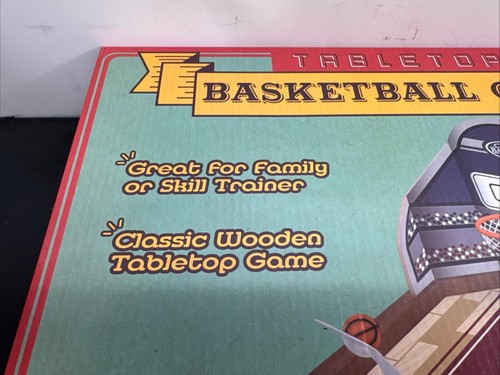 TABLETOP
BASKETBALL
Great for Family
or Skill Trainer
Classic Wooden
Tabletop Game